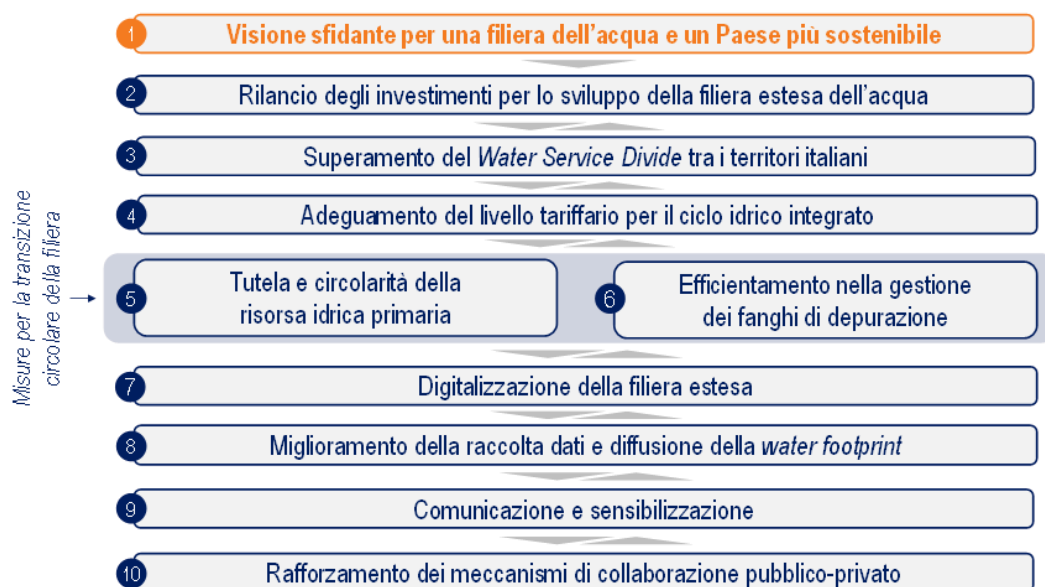 1 Visione sfidante per una filiera dell'acqua e un Paese più sostenibile
2 Rilancio degli investimenti per lo sviluppo della filiera estesa dell'acqua
3 Superamento del Water Service Divide tra i territori italiani
4 Adeguamento del livello tariffario per il ciclo idrico integrato
Misure per la transizione
circolare della filiera
5 Tutela e circolarità della
risorsa idrica primaria
6 Efficientamento nella gestione
dei fanghi di depurazione
7 Digitalizzazione della filiera estesa
8 Miglioramento della raccolta dati e diffusione della water footprint
9 Comunicazione e sensibilizzazione
10 Rafforzamento dei meccanismi di collaborazione pubblico-privato